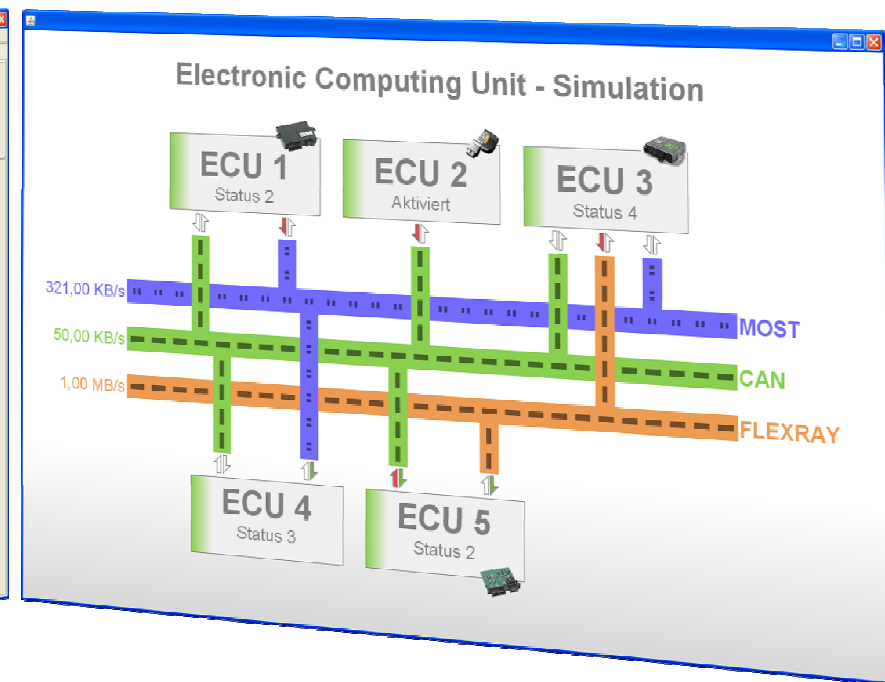 Electronic Computing Unit - Simulation
ECU 1
Status 2
ECU 2
Aktiviert
ECU 3
Status 4
321,00 KB/s
MOST
50,00 KB/s
CAN
1,00 MB/s
FLEXRAY
ECU 4
Status 3
ECU 5
Status 2